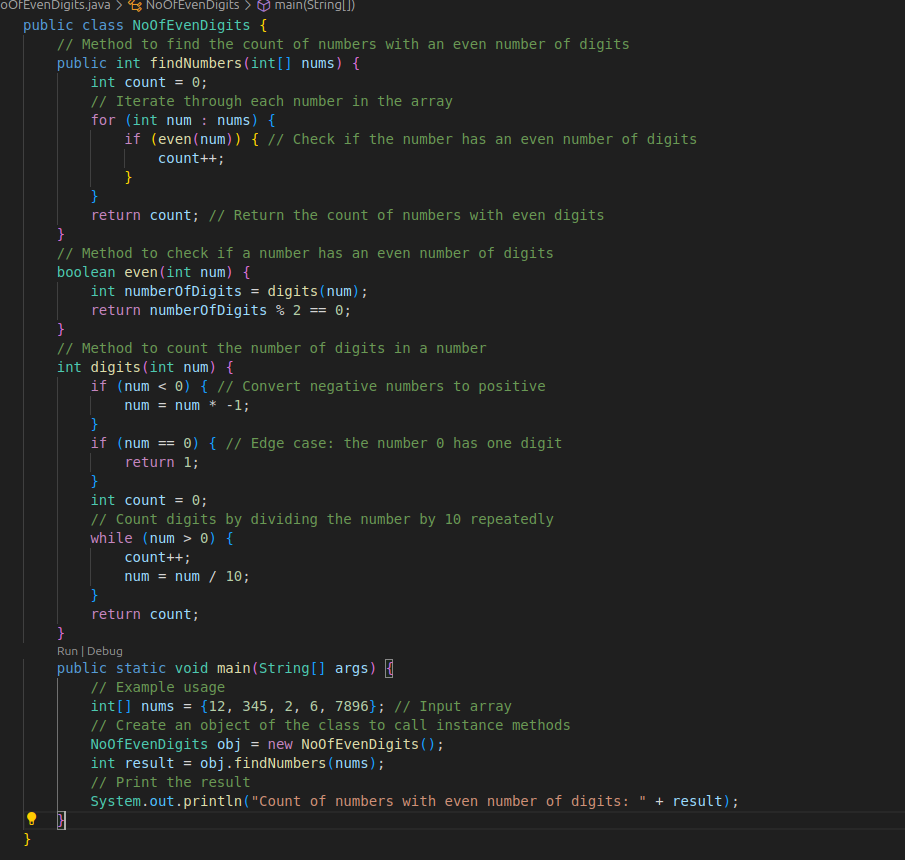 oOfEvenDigits.java > NoOfEvenDigits > main(String[])
public class NoOfEvenDigits {
    // Method to find the count of numbers with an even number of digits
    public int findNumbers(int[] nums) {
        int count = 0;
        // Iterate through each number in the array
        for (int num : nums) {
            if (even(num)) { // Check if the number has an even number of digits
                count++;
            }
        }
        return count; // Return the count of numbers with even digits
    }
    // Method to check if a number has an even number of digits
    boolean even(int num) {
        int numberOfDigits = digits(num);
        return numberOfDigits % 2 == 0;
    }
    // Method to count the number of digits in a number
    int digits(int num) {
        if (num < 0) { // Convert negative numbers to positive
            num = num * -1;
        }
        if (num == 0) { // Edge case: the number 0 has one digit
            return 1;
        }
        int count = 0;
        // Count digits by dividing the number by 10 repeatedly
        while (num > 0) {
            count++;
            num = num / 10;
        }
        return count;
    }
    Run | Debug
    public static void main(String[] args) {
        // Example usage
        int[] nums = {12, 345, 2, 6, 7896}; // Input array
        // Create an object of the class to call instance methods
        NoOfEvenDigits obj = new NoOfEvenDigits();
        int result = obj.findNumbers(nums);
        // Print the result
        System.out.println("Count of numbers with even number of digits: " + result);
    }
}